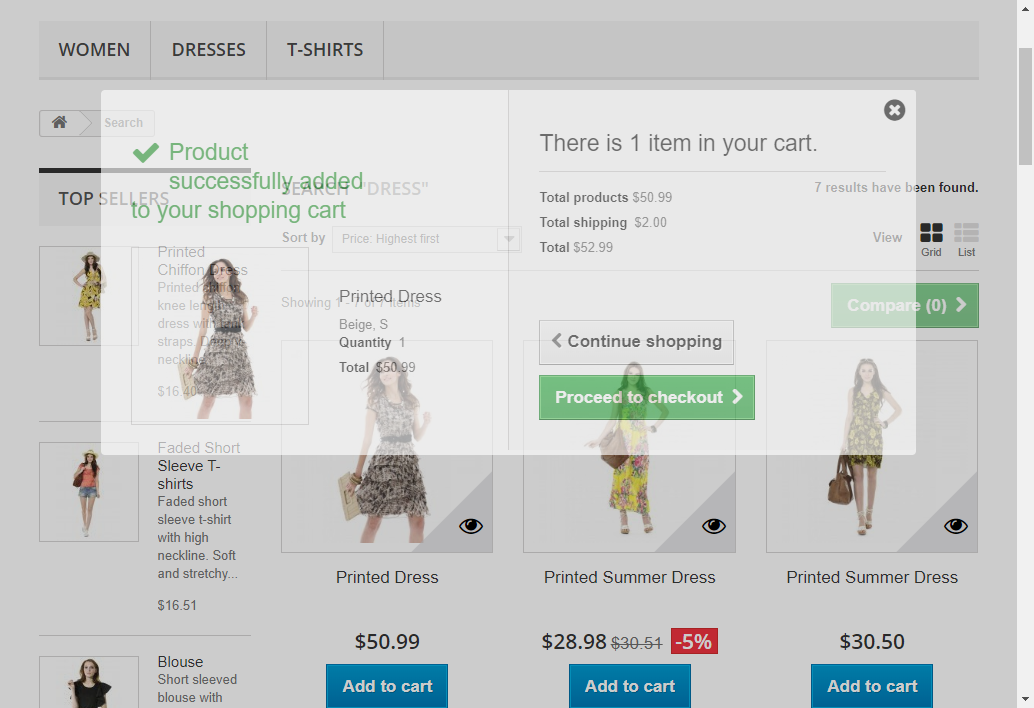 WOMEN
DRESSES
T-SHIRTS
Search
Product
successfully added
to your shopping cart
There is 1 item in your cart.
Total products $50.99
Total shipping $2.00
Total $52.99
SEARCH "DRESS"
7 results have been found.
TOP SELLERS
Sort by
Price: Highest first
View
Grid
List
Showing 1 - 7 of 7 items
Compare (0)
Printed
Chiffon Dress
Printed chiffon
knee length
dress with tank
straps. Deep v-
neckline.
$16.40
Printed Dress
Beige, S
Quantity 1
Total $50.99
Continue shopping
Proceed to checkout
Faded Short
Sleeve T-
shirts
Faded short
sleeve t-shirt
with high
neckline. Soft
and stretchy...
$16.51
Blouse
Short sleeved
blouse with
Printed Dress
$50.99
Add to cart
Printed Summer Dress
$28.98 $30.51 -5%
Add to cart
Printed Summer Dress
$30.50
Add to cart